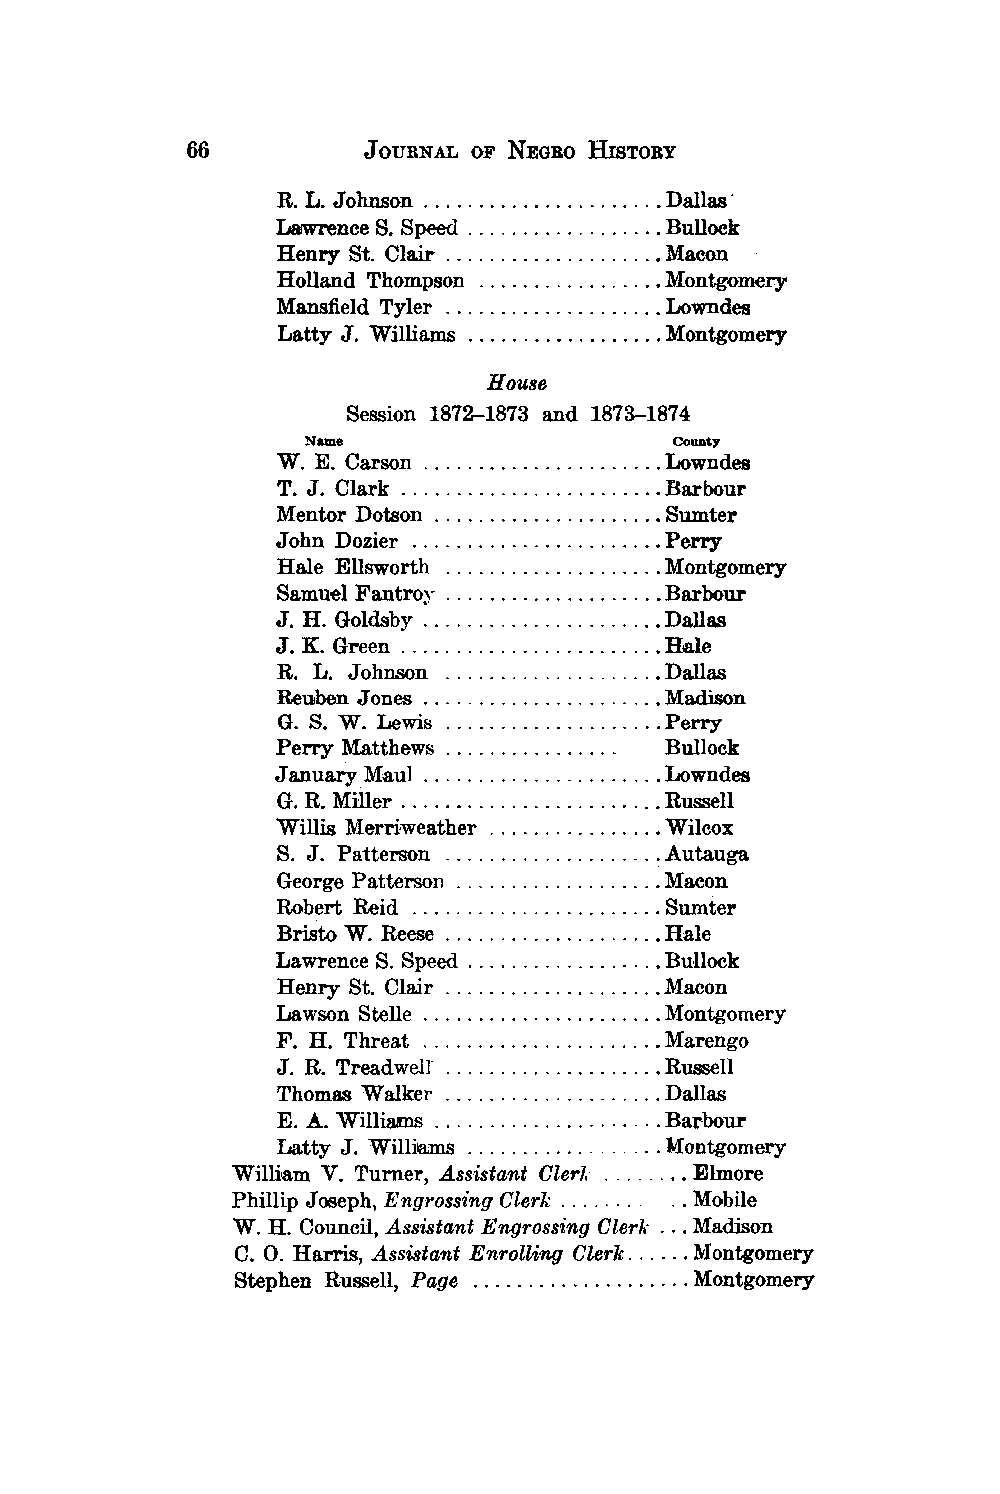 66 JOURNAL OF NEGRO HISTORY
R. L. Johnson ...................... Dallas
Lawrence S. Speed .................. Bullock
Henry St. Clair .................... Macon
Holland Thompson ................. Montgomery
Mansfield Tyler .................... Lowndes
Latty J. Williams .................. Montgomery
House
Session 1872–1873 and 1873–1874
Name County
W. E. Carson ...................... Lowndes
T. J. Clark ........................ Barbour
Mentor Dotson ..................... Sumter
John Dozier ....................... Perry
Hale Ellsworth .................... Montgomery
Samuel Fantroy .................... Barbour
J. H. Goldsby ...................... Dallas
J. K. Green ........................ Hale
R. L. Johnson .................... Dallas
Reuben Jones ...................... Madison
G. S. W. Lewis .................... Perry
Perry Matthews ................ Bullock
January Maul ...................... Lowndes
G. R. Miller ........................ Russell
Willis Merriweather ................ Wilcox
S. J. Patterson .................... Autauga
George Patterson ................... Macon
Robert Reid ....................... Sumter
Bristo W. Reese .................... Hale
Lawrence S. Speed .................. Bullock
Henry St. Clair .................... Macon
Lawson Stelle ...................... Montgomery
F. H. Threat ...................... Marengo
J. R. Treadwell .................... Russell
Thomas Walker .................... Dallas
E. A. Williams ..................... Barbour
Latty J. Williams .................. Montgomery
William V. Turner, Assistant Clerk ........ Elmore
Phillip Joseph, Engrossing Clerk ........ .. Mobile
W. H. Council, Assistant Engrossing Clerk ... Madison
C. O. Harris, Assistant Enrolling Clerk ...... Montgomery
Stephen Russell, Page .................... Montgomery